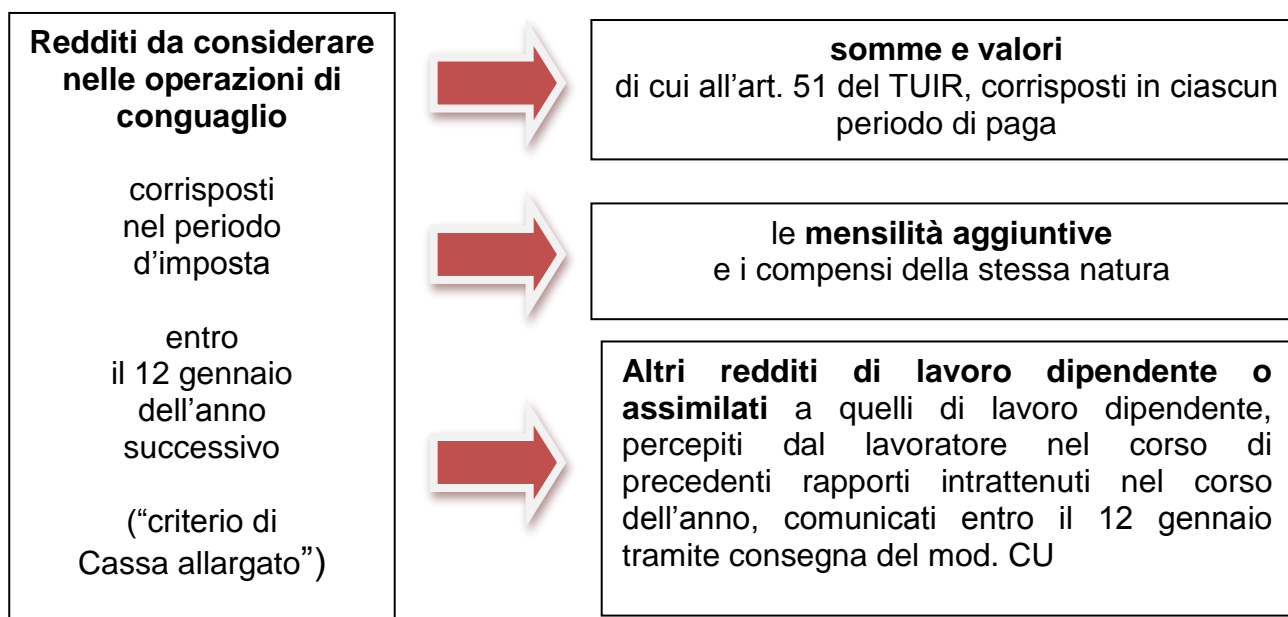 Redditi da considerare
nelle operazioni di
conguaglio
corrisposti
nel periodo
d’imposta
entro
il 12 gennaio
dell’anno
successivo
(“criterio di
Cassa allargato”)
somme e valori
di cui all’art. 51 del TUIR, corrisposti in ciascun
periodo di paga
le mensilità aggiuntive
e i compensi della stessa natura
Altri redditi di lavoro dipendente o
assimilati a quelli di lavoro dipendente,
percepiti dal lavoratore nel corso di
precedenti rapporti intrattenuti nel corso
dell’anno, comunicati entro il 12 gennaio
tramite consegna del mod. CU